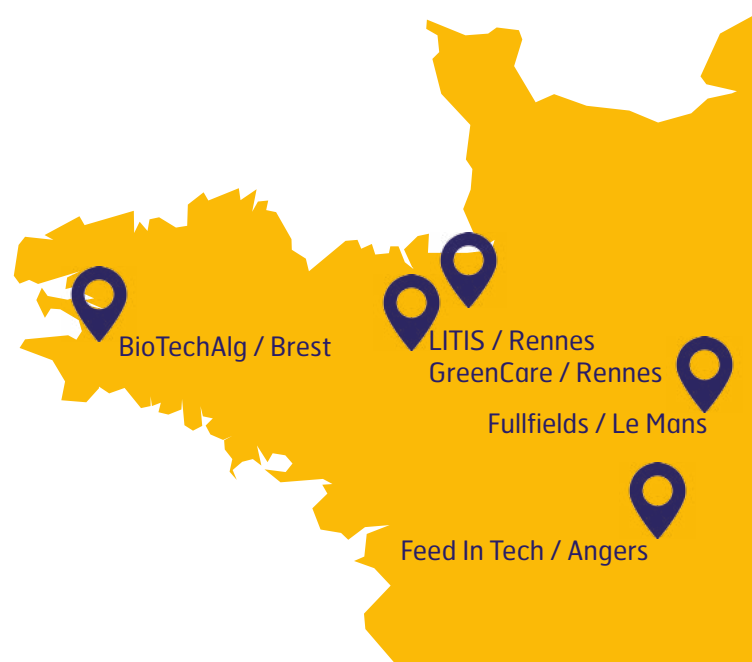 BioTechAlg / Brest
LITIS / Rennes
GreenCare / Rennes
Fullfields / Le Mans
Feed In Tech / Angers